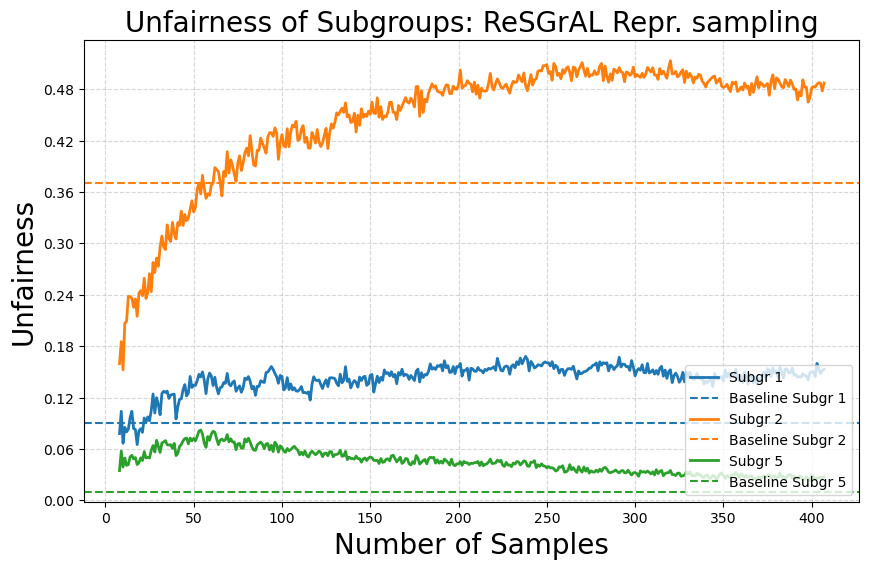 Unfairness of Subgroups: ReSGrAL Repr. sampling
Unfairness
0.48
0.42
0.36
0.30
0.24
0.18
0.12
0.06
0.00
Subgr 1
Baseline Subgr 1
Subgr 2
Baseline Subgr 2
Subgr 5
Baseline Subgr 5
0 50 100 150 200 250 300 350 400
Number of Samples